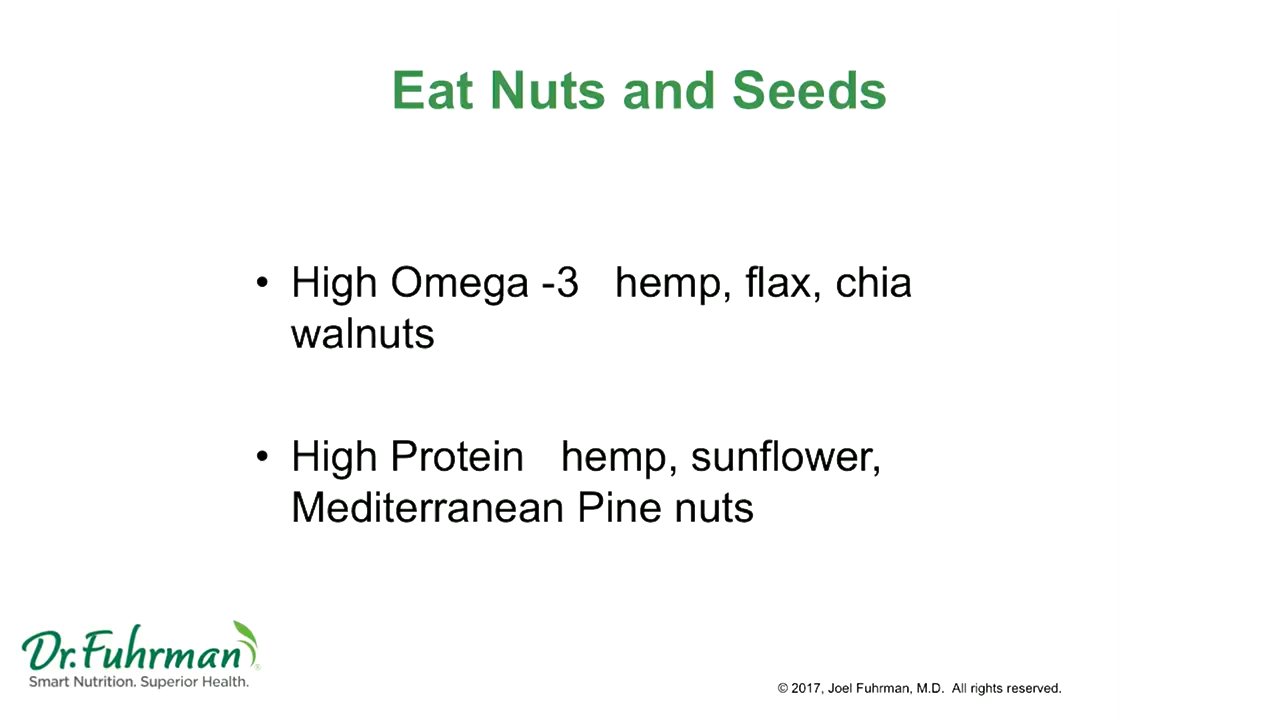 Eat Nuts and Seeds
• High Omega -3   hemp, flax, chia
walnuts
• High Protein   hemp, sunflower,
Mediterranean Pine nuts
Dr.Fuhrman®
Smart Nutrition. Superior Health.
© 2017, Joel Fuhrman, M.D.  All rights reserved.